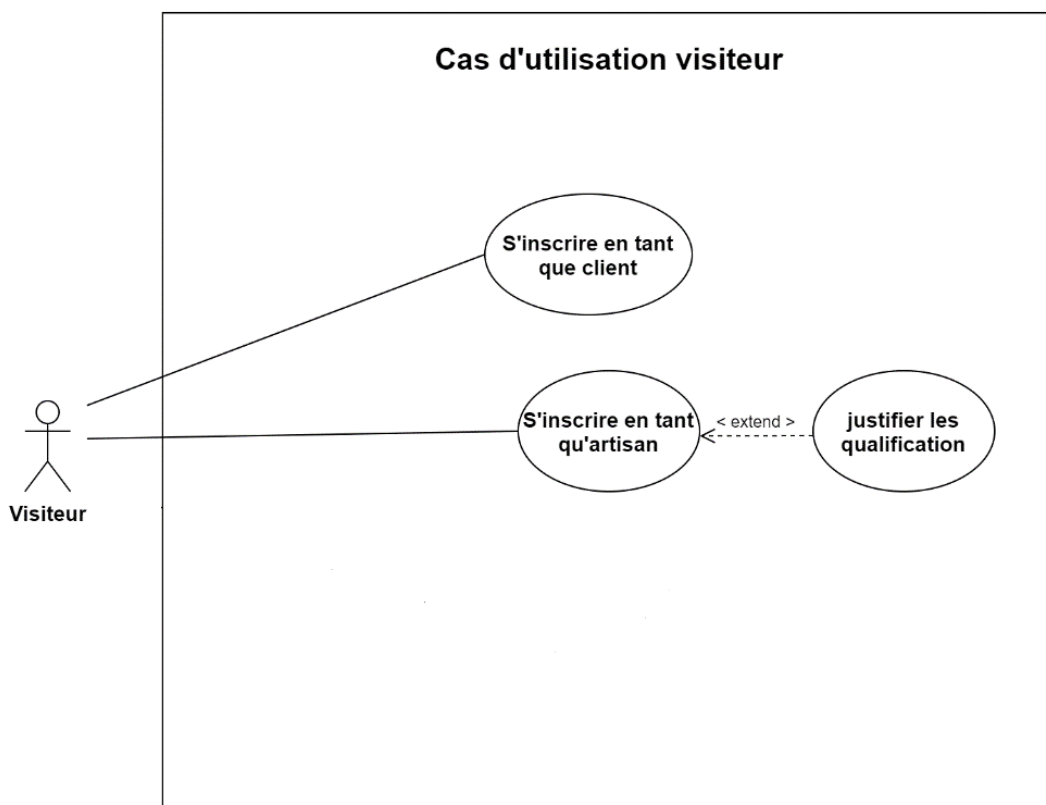 Cas d'utilisation visiteur
S'inscrire en tant
que client
S'inscrire en tant
qu'artisan
< extend >
justifier les
qualification
Visiteur